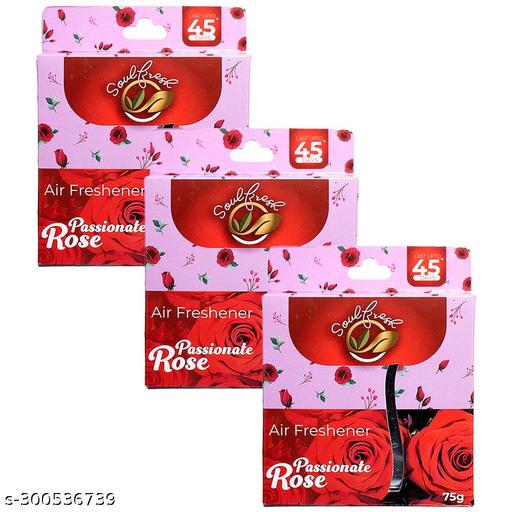 LAST UPTO
45
DAYS
Soul fresh
Air Freshener
Passionate
Rose
LAST UPTO
45
DAYS
Soul fresh
Air Freshener
Passionate
Rose
LAST UPTO
45
DAYS
Soul fresh
Air Freshener
Passionate
Rose
75g
s-300536739